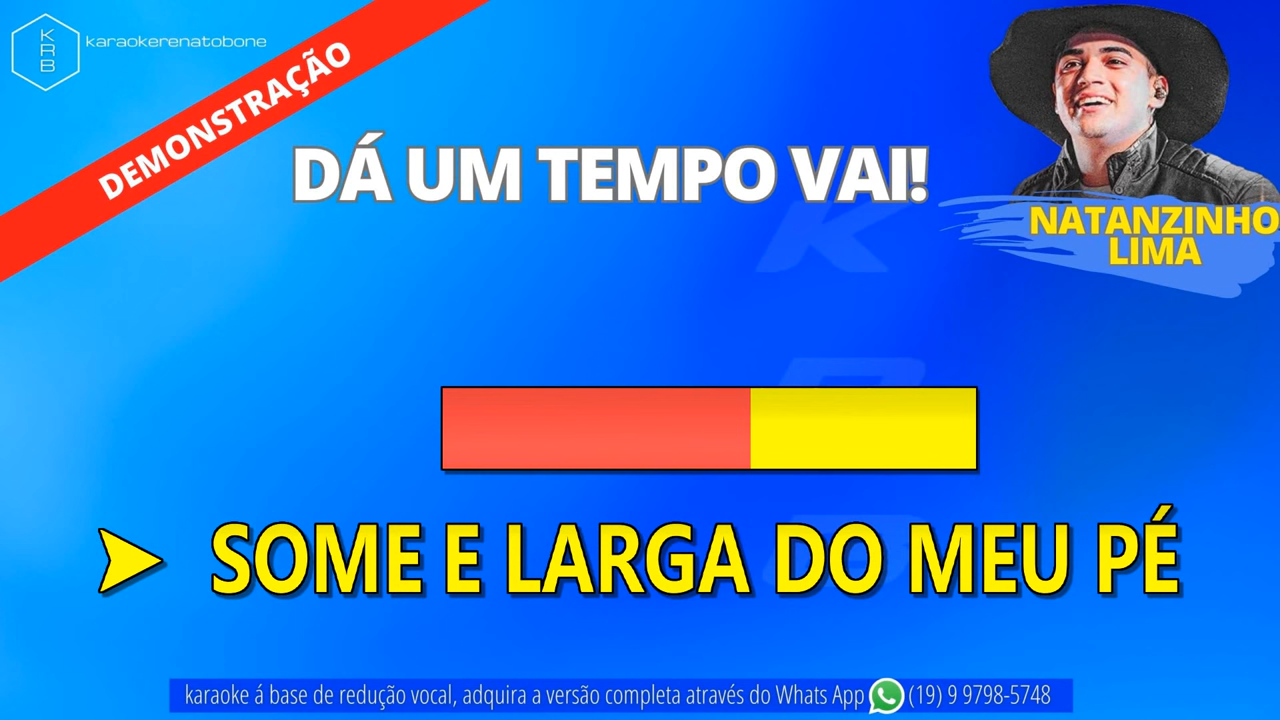 KRB
karaokerenatobone
DEMONSTRAÇÃO
DÁ UM TEMPO VAI!
NATANZINHO
LIMA
K
R
B
SOME E LARGA DO MEU PÉ
karaoke á base de redução vocal, adquira a versão completa através do Whats App (19) 9 9798-5748